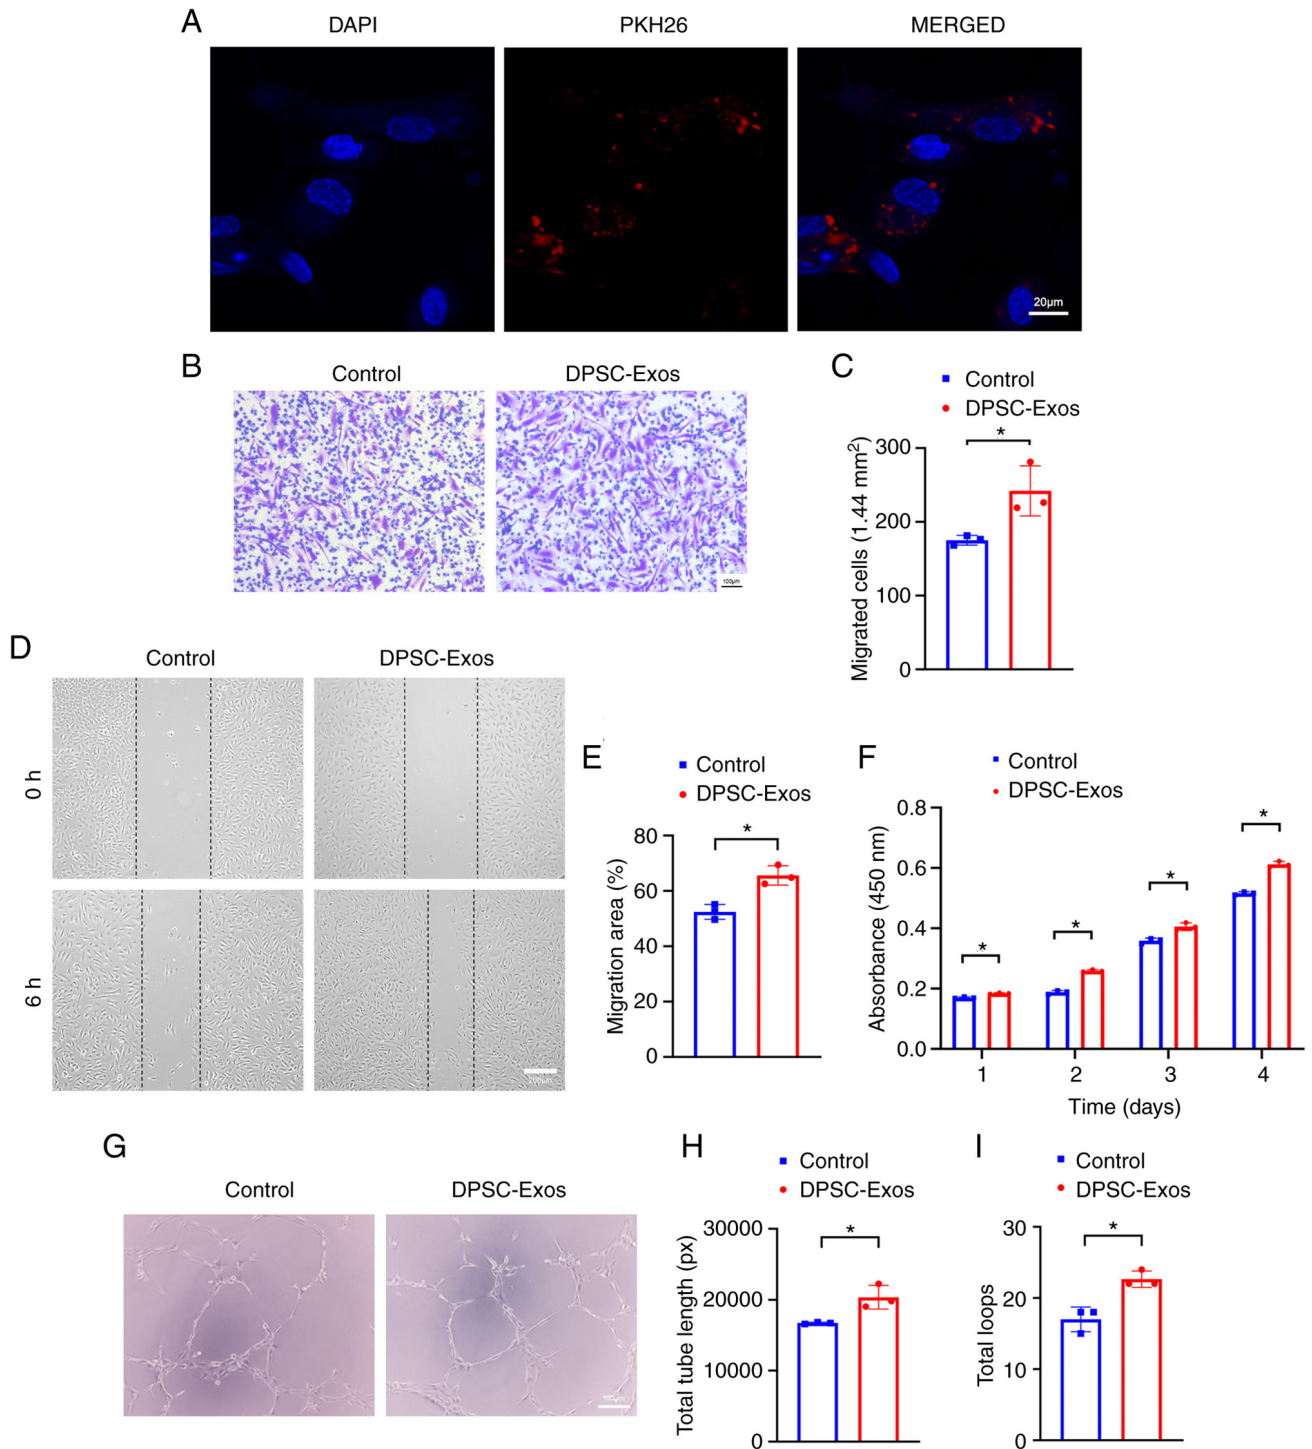 A
DAPI
PKH26
MERGED
20μm
B
Control
DPSC-Exos
100μm
C
Control
DPSC-Exos
*
Migrated cells (1.44 mm²)
300
200
100
0
D
Control
DPSC-Exos
0 h
6 h
E
Control
DPSC-Exos
*
Migration area (%)
80
60
40
20
0
F
Control
DPSC-Exos
* * * *
Absorbance (450 nm)
0.8
0.6
0.4
0.2
0.0
1 2 3 4
Time (days)
G
Control
DPSC-Exos
H
Control
DPSC-Exos
*
Total tube length (px)
30000
20000
10000
0
I
Control
DPSC-Exos
*
Total loops
30
20
10
0